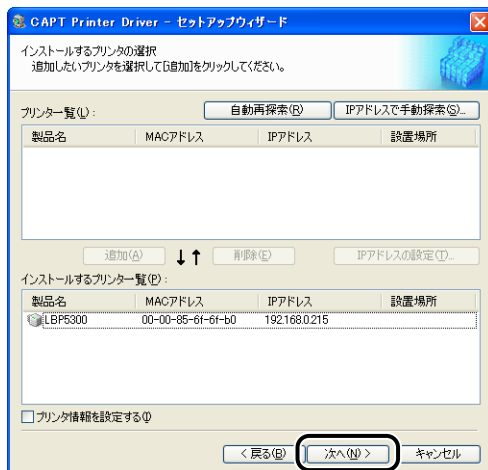 CAPT Printer Driver - セットアップウィザード
インストールするプリンタの選択
追加したいプリンタを選択して[追加]をクリックしてください。
プリンター覧(L):
自動再探索(R)
IPアドレスで手動探索(S)...
製品名 MACアドレス IPアドレス 設置場所
追加(A) ↓↑ 削除(E) IPアドレスの設定(T)...
インストールするプリンター覧(P):
製品名 MACアドレス IPアドレス 設置場所
LBP5300 00-00-85-6f-6f-b0 192.168.0.215
プリンタ情報を設定する(I)
< 戻る(B) 次へ(N) > キャンセル